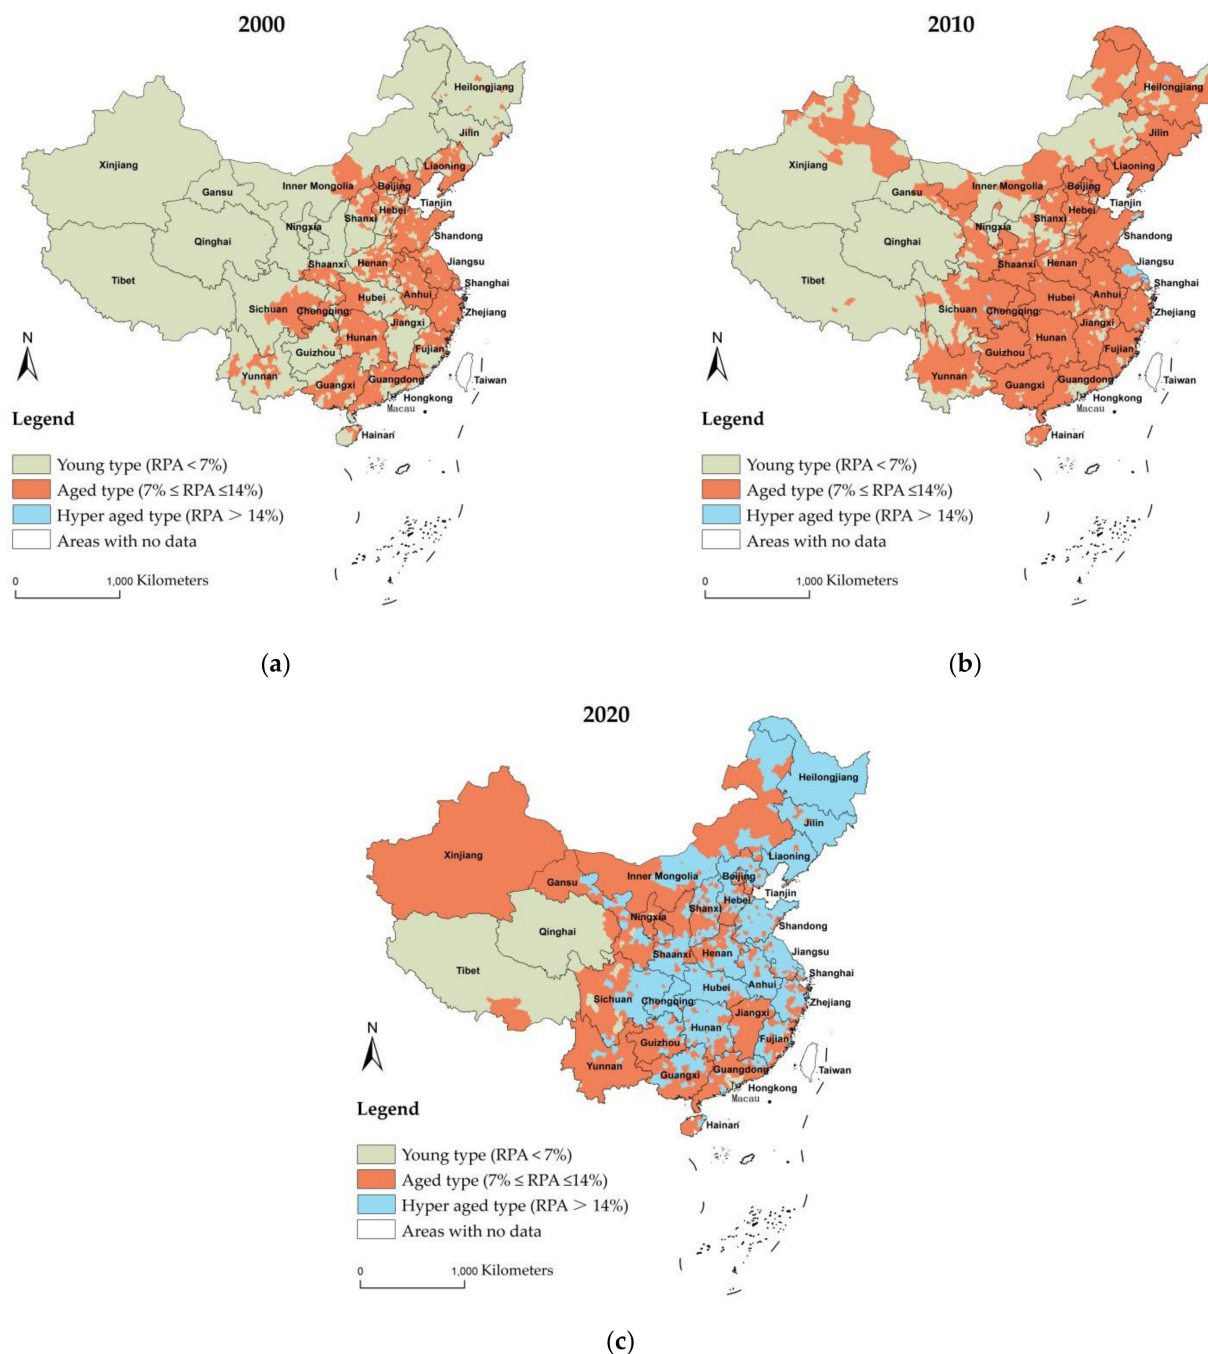 2000
Heilongjiang
Jilin
Xinjiang
Liaoning
Gansu
Inner Mongolia
Beijing
Tianjin
Hebei
Shanxi
Ningxia
Qinghai
Shandong
Shaanxi
Henan
Jiangsu
Tibet
Shanghai
Anhui
Hubei
Sichuan
Chongqing
Zhejiang
Jiangxi
Hunan
N
Guizhou
Fujian
Yunnan
Guangxi
Guangdong
Taiwan
Hongkong
Macau
Hainan
Legend
Young type (RPA < 7%)
Aged type (7% ≤ RPA ≤14%)
Hyper aged type (RPA > 14%)
Areas with no data
0 1,000 Kilometers
(a)
2010
Heilongjiang
Jilin
Xinjiang
Liaoning
Gansu
Inner Mongolia
Beijing
Tianjin
Hebei
Shanxi
Ningxia
Qinghai
Shandong
Shaanxi
Henan
Jiangsu
Tibet
Shanghai
Anhui
Hubei
Sichuan
Chongqing
Zhejiang
Jiangxi
Hunan
N
Guizhou
Fujian
Yunnan
Guangxi
Guangdong
Taiwan
Hongkong
Macau
Hainan
Legend
Young type (RPA < 7%)
Aged type (7% ≤ RPA ≤14%)
Hyper aged type (RPA > 14%)
Areas with no data
0 1,000 Kilometers
(b)
2020
Heilongjiang
Jilin
Xinjiang
Liaoning
Gansu
Inner Mongolia
Beijing
Tianjin
Hebei
Shanxi
Ningxia
Qinghai
Shandong
Shaanxi
Henan
Jiangsu
Tibet
Shanghai
Anhui
Hubei
Sichuan
Chongqing
Zhejiang
Jiangxi
Hunan
N
Guizhou
Fujian
Yunnan
Guangxi
Guangdong
Taiwan
Hongkong
Macau
Hainan
Legend
Young type (RPA < 7%)
Aged type (7% ≤ RPA ≤14%)
Hyper aged type (RPA > 14%)
Areas with no data
0 1,000 Kilometers
(c)